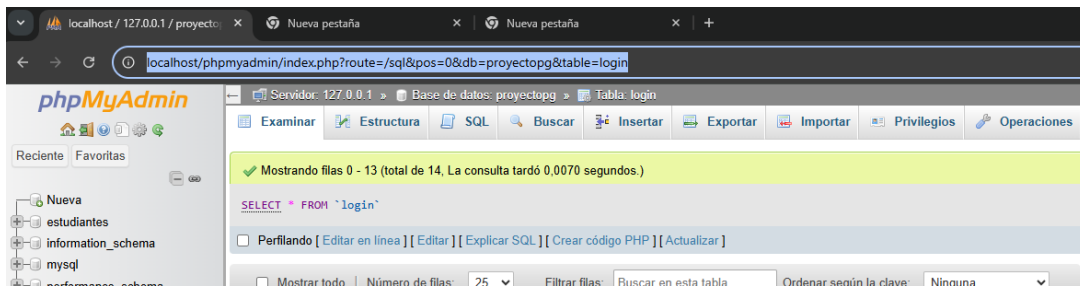 localhost / 127.0.0.1 / proyecto
Nueva pestaña
Nueva pestaña
localhost/phpmyadmin/index.php?route=/sql&pos=0&db=proyectopg&table=login
phpMyAdmin
Reciente Favoritas
Nueva
estudiantes
information_schema
mysql
performance_schema
Servidor: 127.0.0.1 » Base de datos: proyectopg » Tabla: login
Examinar Estructura SQL Buscar Insertar Exportar Importar Privilegios Operaciones
Mostrando filas 0 - 13 (total de 14, La consulta tardó 0,0070 segundos.)
SELECT * FROM `login`
Perfilando [ Editar en línea ] [ Editar ] [ Explicar SQL ] [ Crear código PHP ] [ Actualizar ]
Mostrar todo Número de filas: 25 Filtrar filas: Buscar en esta tabla Ordenar según la clave: Ninguna